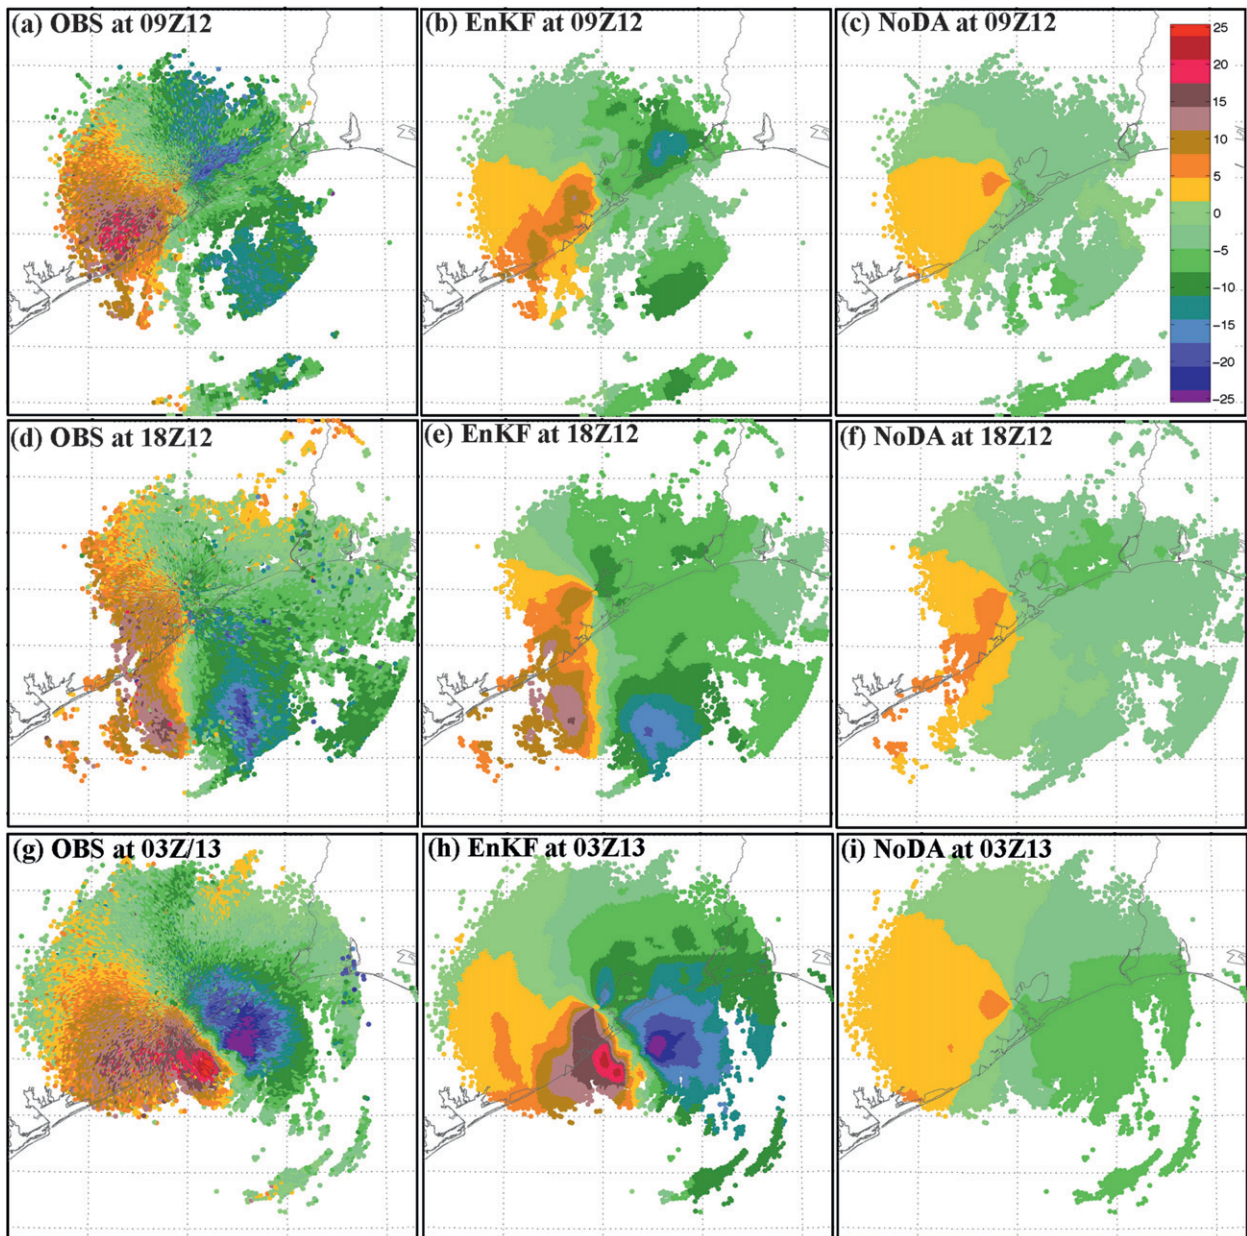 (a) OBS at 09Z12
(b) EnKF at 09Z12
(c) NoDA at 09Z12
25
20
15
10
5
0
−5
−10
−15
−20
−25
(d) OBS at 18Z12
(e) EnKF at 18Z12
(f) NoDA at 18Z12
(g) OBS at 03Z/13
(h) EnKF at 03Z13
(i) NoDA at 03Z13